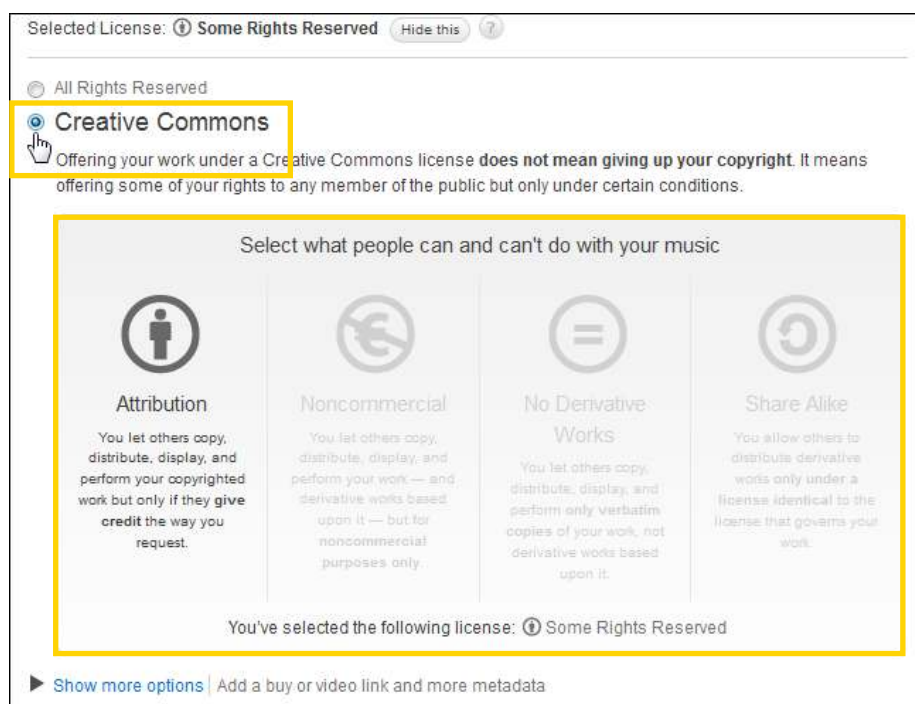 Selected License: Some Rights Reserved Hide this ?
All Rights Reserved
Creative Commons
Offering your work under a Creative Commons license does not mean giving up your copyright. It means
offering some of your rights to any member of the public but only under certain conditions.
Select what people can and can't do with your music
Attribution
You let others copy,
distribute, display, and
perform your copyrighted
work but only if they give
credit the way you
request.
Noncommercial
You let others copy,
distribute, display, and
perform your work — and
derivative works based
upon it — but for
noncommercial
purposes only.
No Derivative
Works
You let others copy,
distribute, display, and
perform only verbatim
copies of your work, not
derivative works based
upon it.
Share Alike
You allow others to
distribute derivative
works only under a
license identical to the
license that governs your
work.
You've selected the following license: Some Rights Reserved
Show more options | Add a buy or video link and more metadata